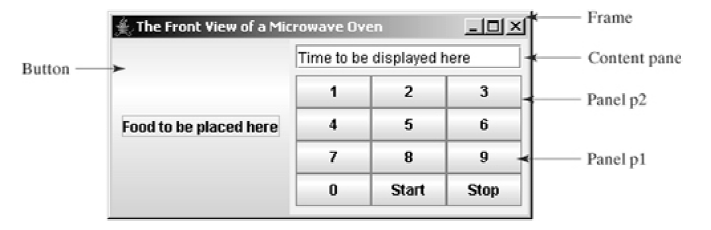 The Front View of a Microwave Oven
Frame
Time to be displayed here
Content pane
Button
1 2 3
Panel p2
Food to be placed here
4 5 6
7 8 9
Panel p1
0 Start Stop